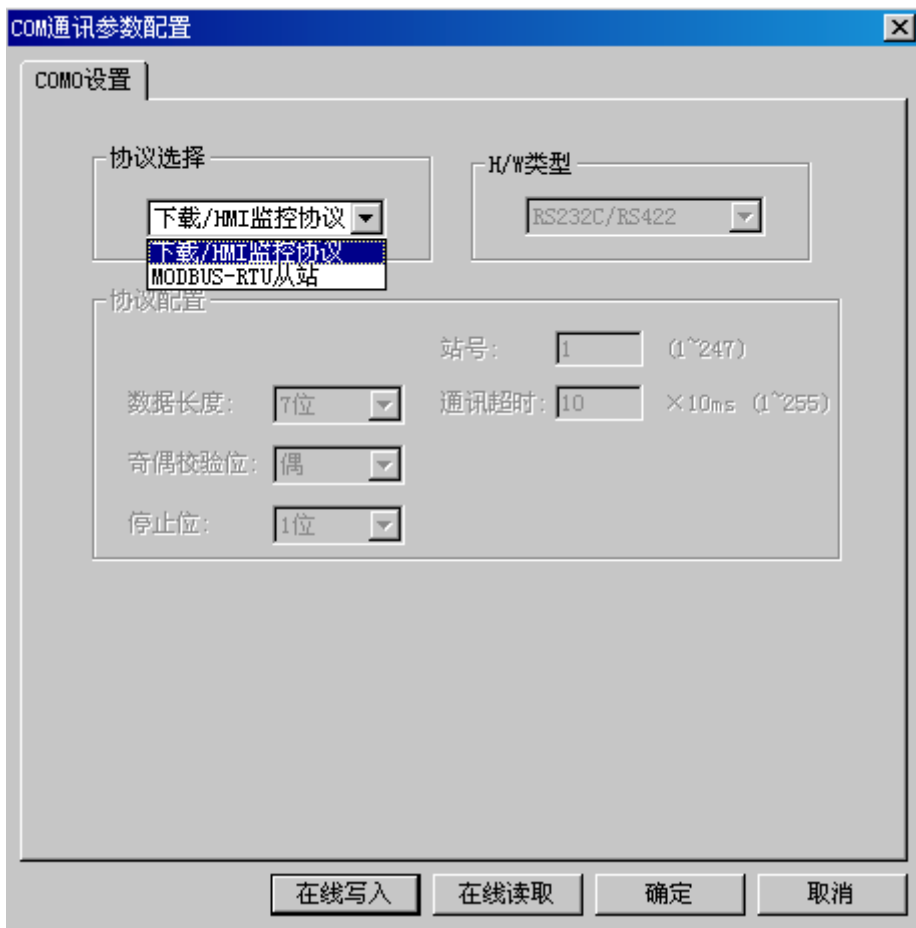 COM通讯参数配置
COM0设置
协议选择
H/W类型
下载/HMI监控协议
RS232C/RS422
下载/HMI监控协议
MODBUS-RTU从站
协议配置
站号: 1 (1~247)
数据长度: 7位 通讯超时: 10 ×10ms (1~255)
奇偶校验位: 偶
停止位: 1位
在线写入 在线读取 确定 取消